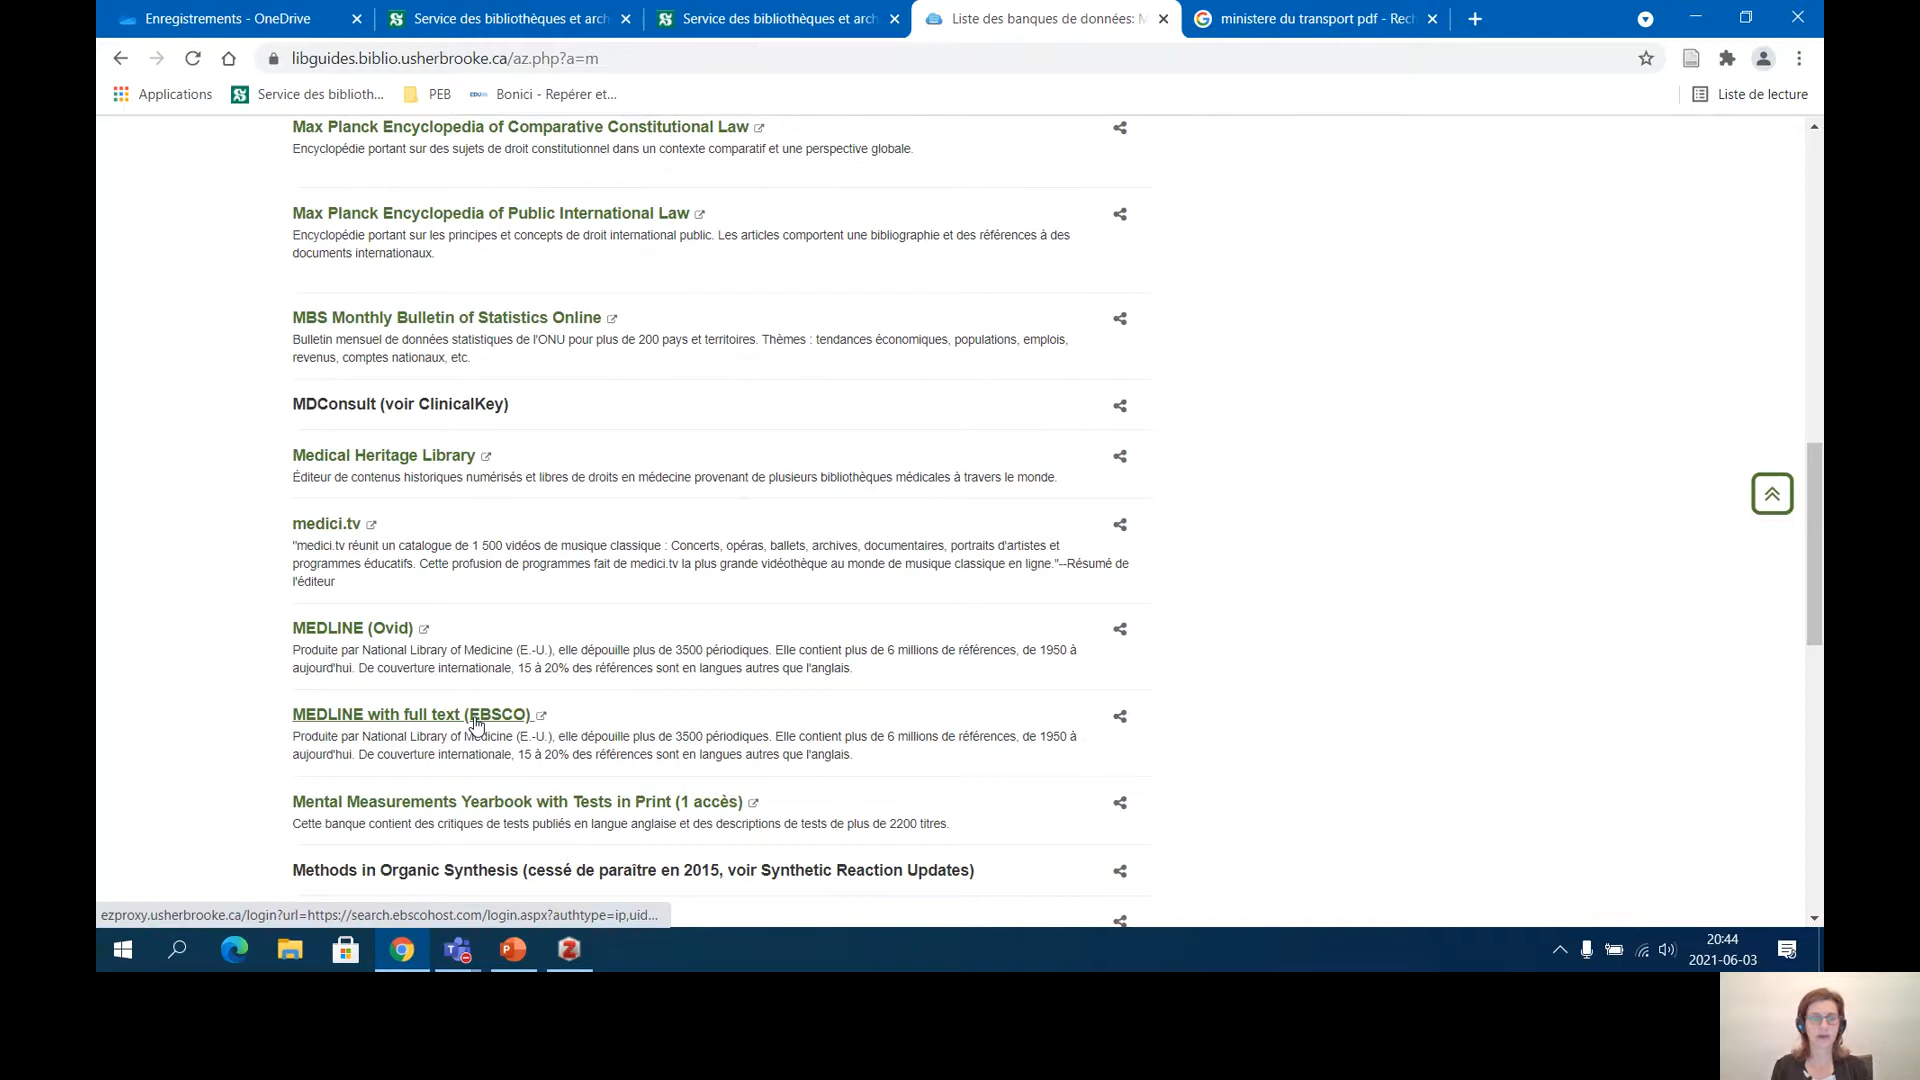 Enregistrements - OneDrive
Service des bibliothèques et arch
Service des bibliothèques et arch
Liste des banques de données: M
ministere du transport pdf - Rech
libguides.biblio.usherbrooke.ca/az.php?a=m
Applications
Service des biblioth...
PEB
Bonici - Repérer et...
Liste de lecture
Max Planck Encyclopedia of Comparative Constitutional Law
Encyclopédie portant sur des sujets de droit constitutionnel dans un contexte comparatif et une perspective globale.
Max Planck Encyclopedia of Public International Law
Encyclopédie portant sur les principes et concepts de droit international public. Les articles comportent une bibliographie et des références à des
documents internationaux.
MBS Monthly Bulletin of Statistics Online
Bulletin mensuel de données statistiques de l'ONU pour plus de 200 pays et territoires. Thèmes : tendances économiques, populations, emplois,
revenus, comptes nationaux, etc.
MDConsult (voir ClinicalKey)
Medical Heritage Library
Éditeur de contenus historiques numérisés et libres de droits en médecine provenant de plusieurs bibliothèques médicales à travers le monde.
medici.tv
"medici.tv réunit un catalogue de 1 500 vidéos de musique classique : Concerts, opéras, ballets, archives, documentaires, portraits d'artistes et
programmes éducatifs. Cette profusion de programmes fait de medici.tv la plus grande vidéothèque au monde de musique classique en ligne."--Résumé de
l'éditeur
MEDLINE (Ovid)
Produite par National Library of Medicine (E.-U.), elle dépouille plus de 3500 périodiques. Elle contient plus de 6 millions de références, de 1950 à
aujourd'hui. De couverture internationale, 15 à 20% des références sont en langues autres que l'anglais.
MEDLINE with full text (EBSCO)
Produite par National Library of Medicine (E.-U.), elle dépouille plus de 3500 périodiques. Elle contient plus de 6 millions de références, de 1950 à
aujourd'hui. De couverture internationale, 15 à 20% des références sont en langues autres que l'anglais.
Mental Measurements Yearbook with Tests in Print (1 accès)
Cette banque contient des critiques de tests publiés en langue anglaise et des descriptions de tests de plus de 2200 titres.
Methods in Organic Synthesis (cessé de paraître en 2015, voir Synthetic Reaction Updates)
ezproxy.usherbrooke.ca/login?url=https://search.ebscohost.com/login.aspx?authtype=ip,uid...
20:44
2021-06-03